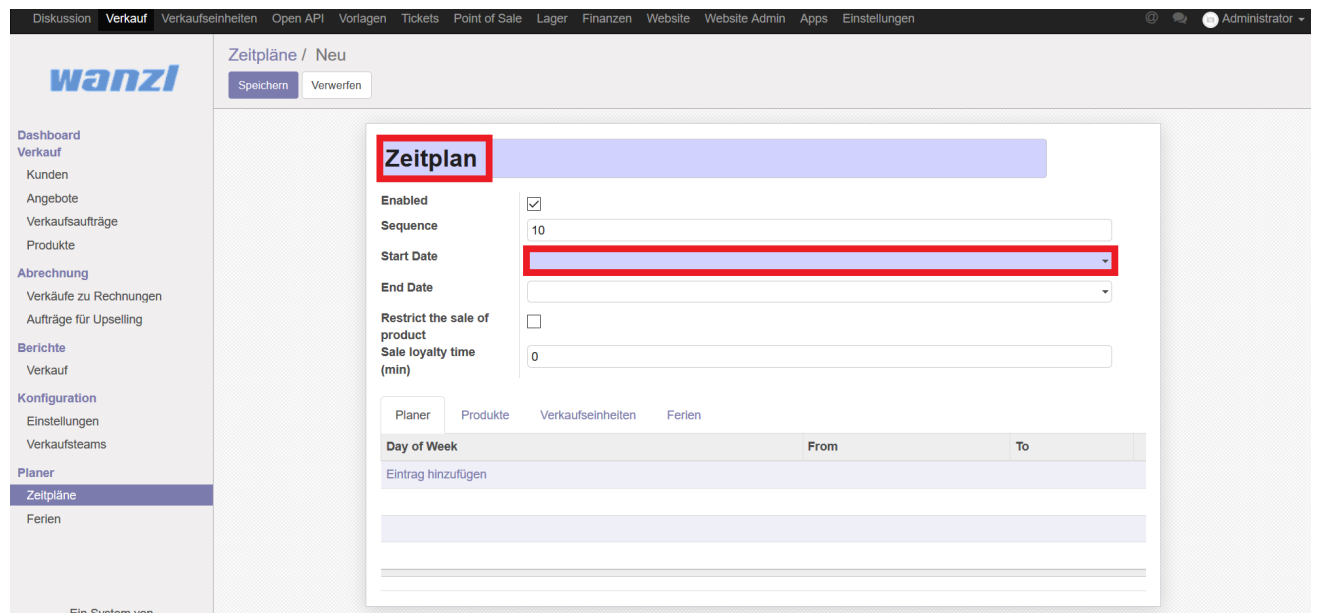 Diskussion Verkauf Verkaufseinheiten Open API Vorlagen Tickets Point of Sale Lager Finanzen Website Website Admin Apps Einstellungen @ Administrator
wanzl
Zeitpläne / Neu
Speichern Verwerfen
Dashboard
Verkauf
Kunden
Angebote
Verkaufsaufträge
Produkte
Abrechnung
Verkäufe zu Rechnungen
Aufträge für Upselling
Berichte
Verkauf
Konfiguration
Einstellungen
Verkaufsteams
Planer
Zeitpläne
Ferien
Ein System von
Zeitplan
Enabled
Sequence 10
Start Date
End Date
Restrict the sale of
product
Sale loyalty time
(min) 0
Planer Produkte Verkaufseinheiten Ferien
Day of Week From To
Eintrag hinzufügen